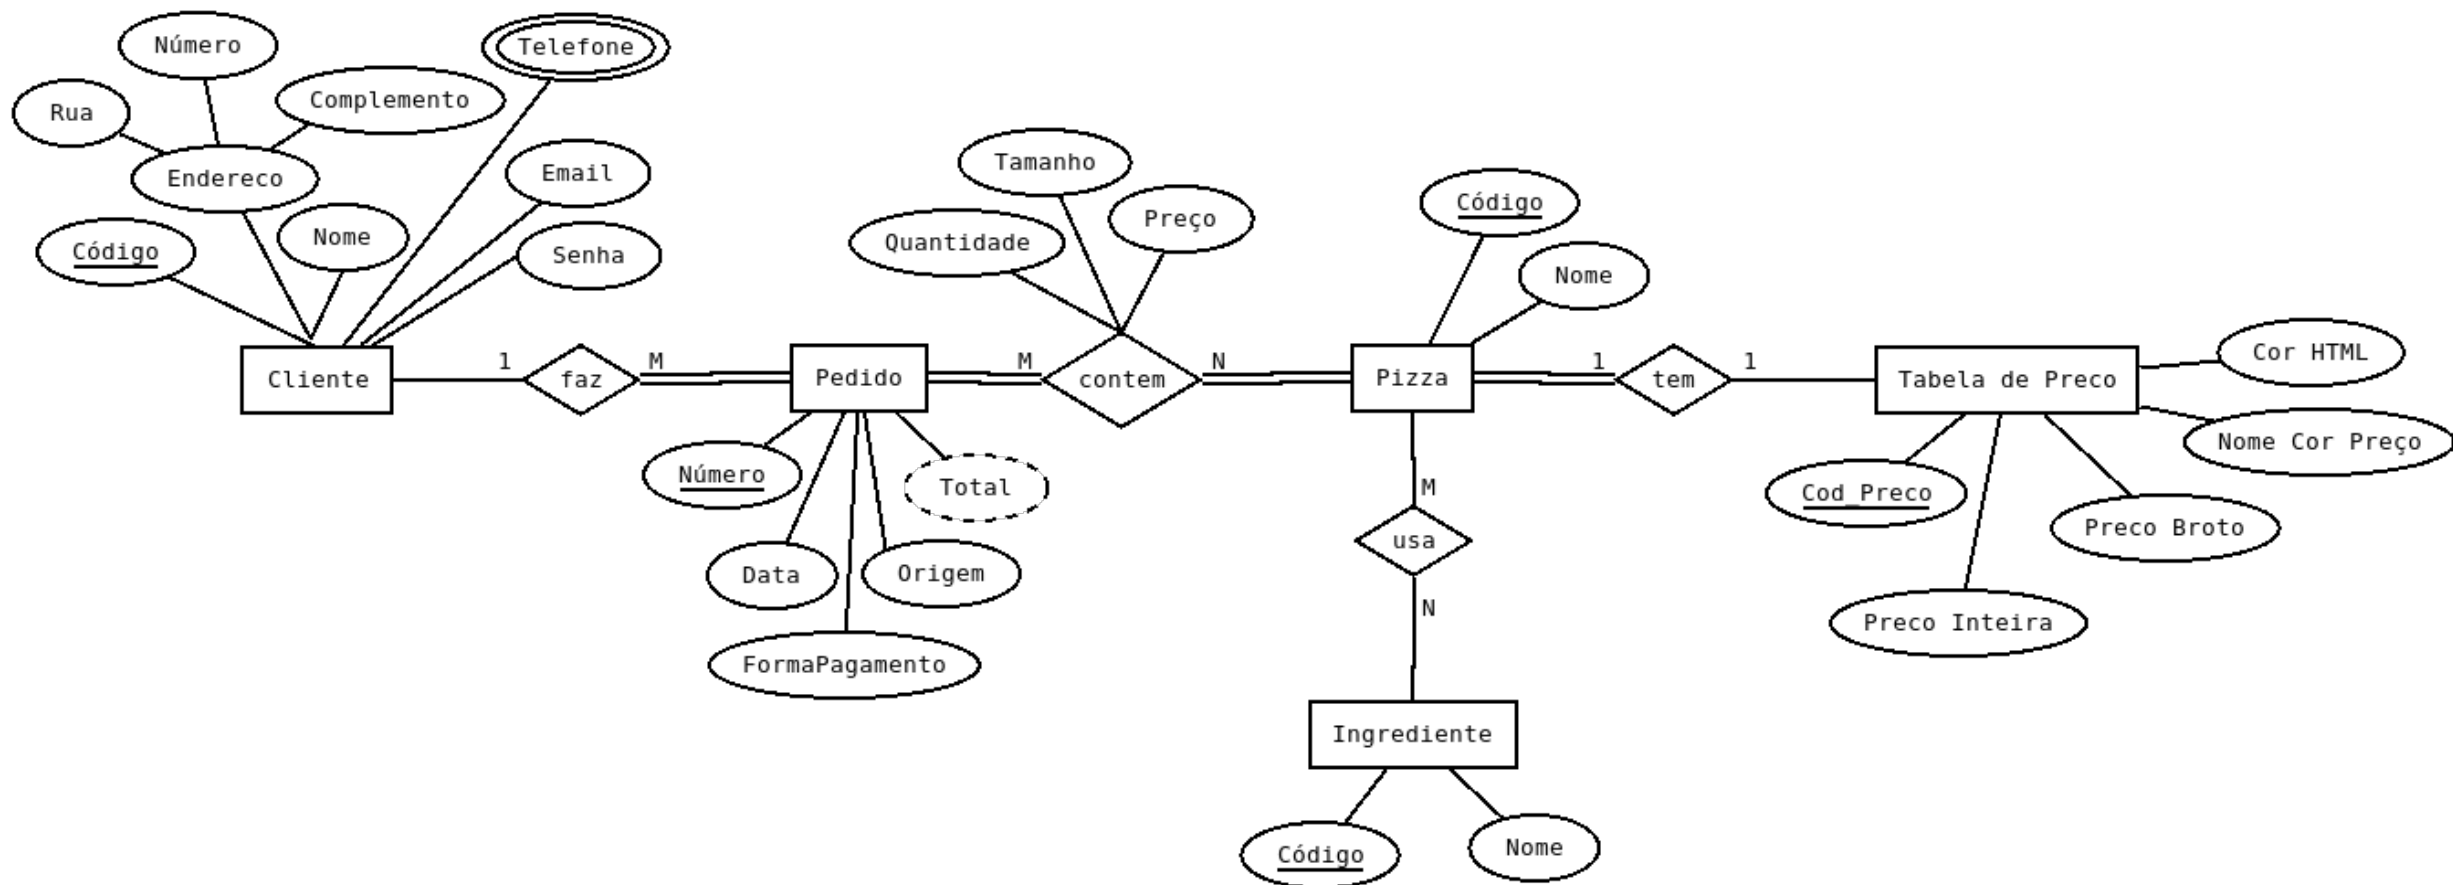 Número
Telefone
Rua
Complemento
Endereco
Email
Código
Nome
Senha
Tamanho
Quantidade
Preço
Código
Nome
Cliente
1
faz
M
Pedido
M
contem
N
Pizza
1
tem
1
Tabela de Preco
Cor HTML
Nome Cor Preço
Número
Total
Data
Origem
FormaPagamento
M
usa
N
Cod_Preco
Preco Broto
Preco Inteira
Ingrediente
Código
Nome